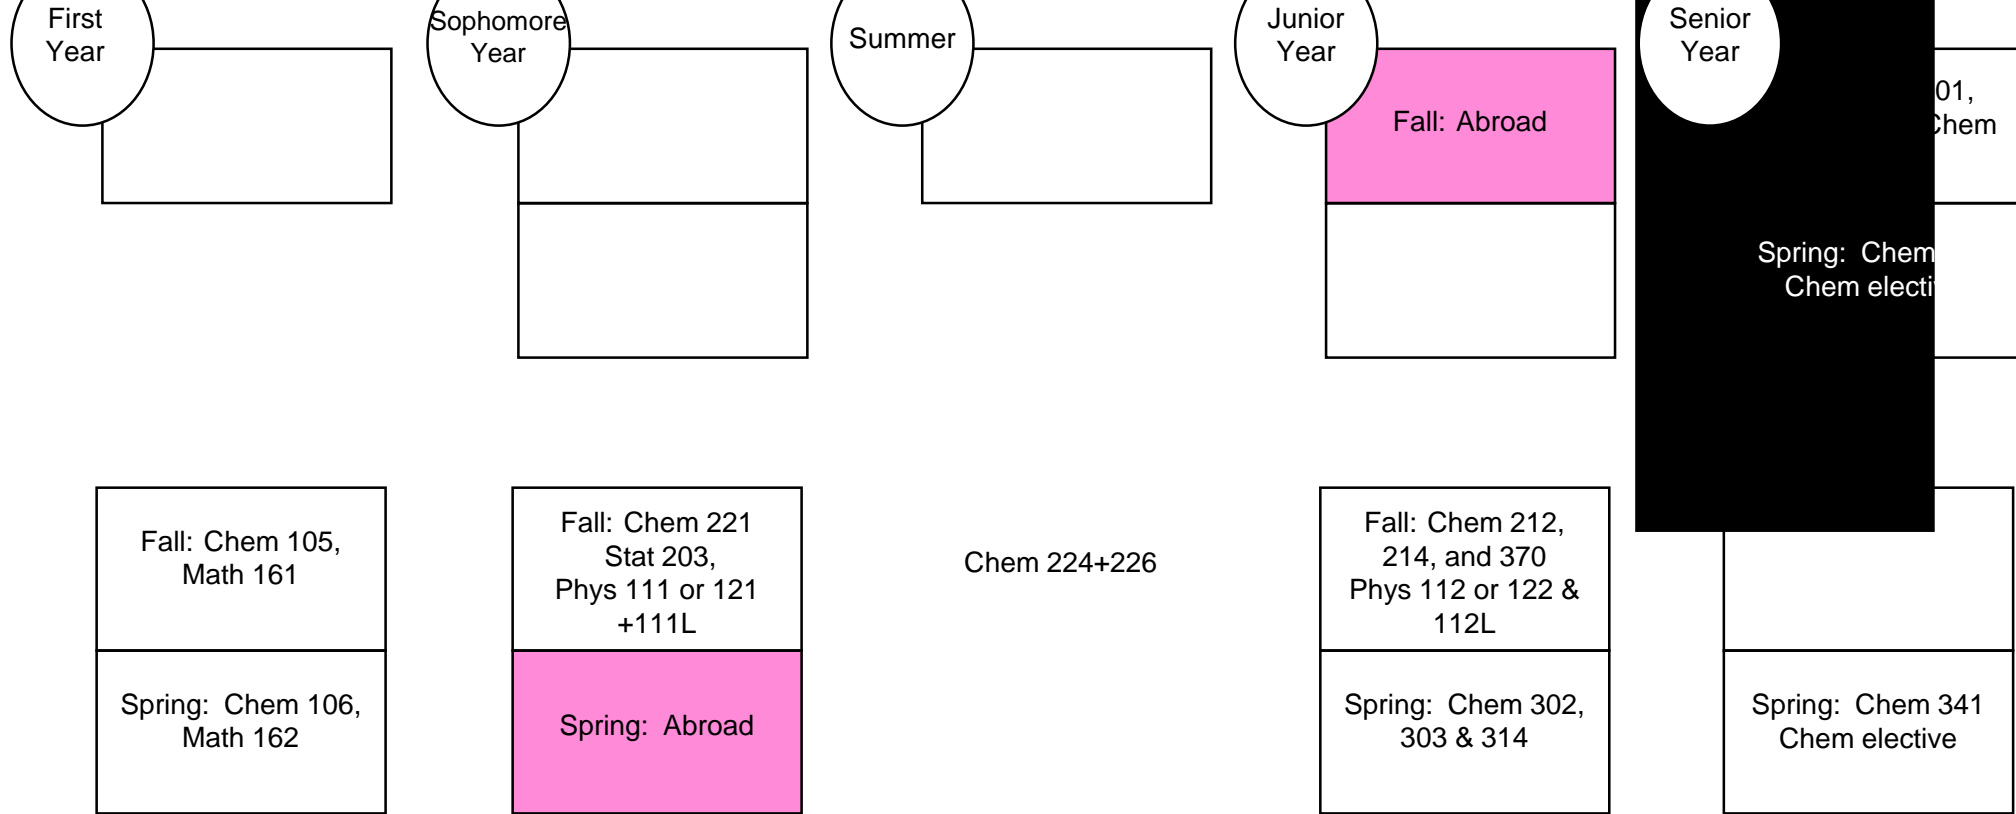 First
Year
Sophomore
Year
Summer
Junior
Year
Senior
Year
Fall: Abroad
01,
Chem
Spring: Chem
Chem
Fall: Chem 105,
Math 161
Fall: Chem 221
Stat 203,
Phys 111 or 121
+111L
Chem 224+226
Fall: Chem 212,
214, and 370
Phys 112 or 122 &
112L
Spring: Chem 106,
Math 162
Spring: Abroad
Spring: Chem 302,
303 & 314
Spring: Chem 341
Chem elective